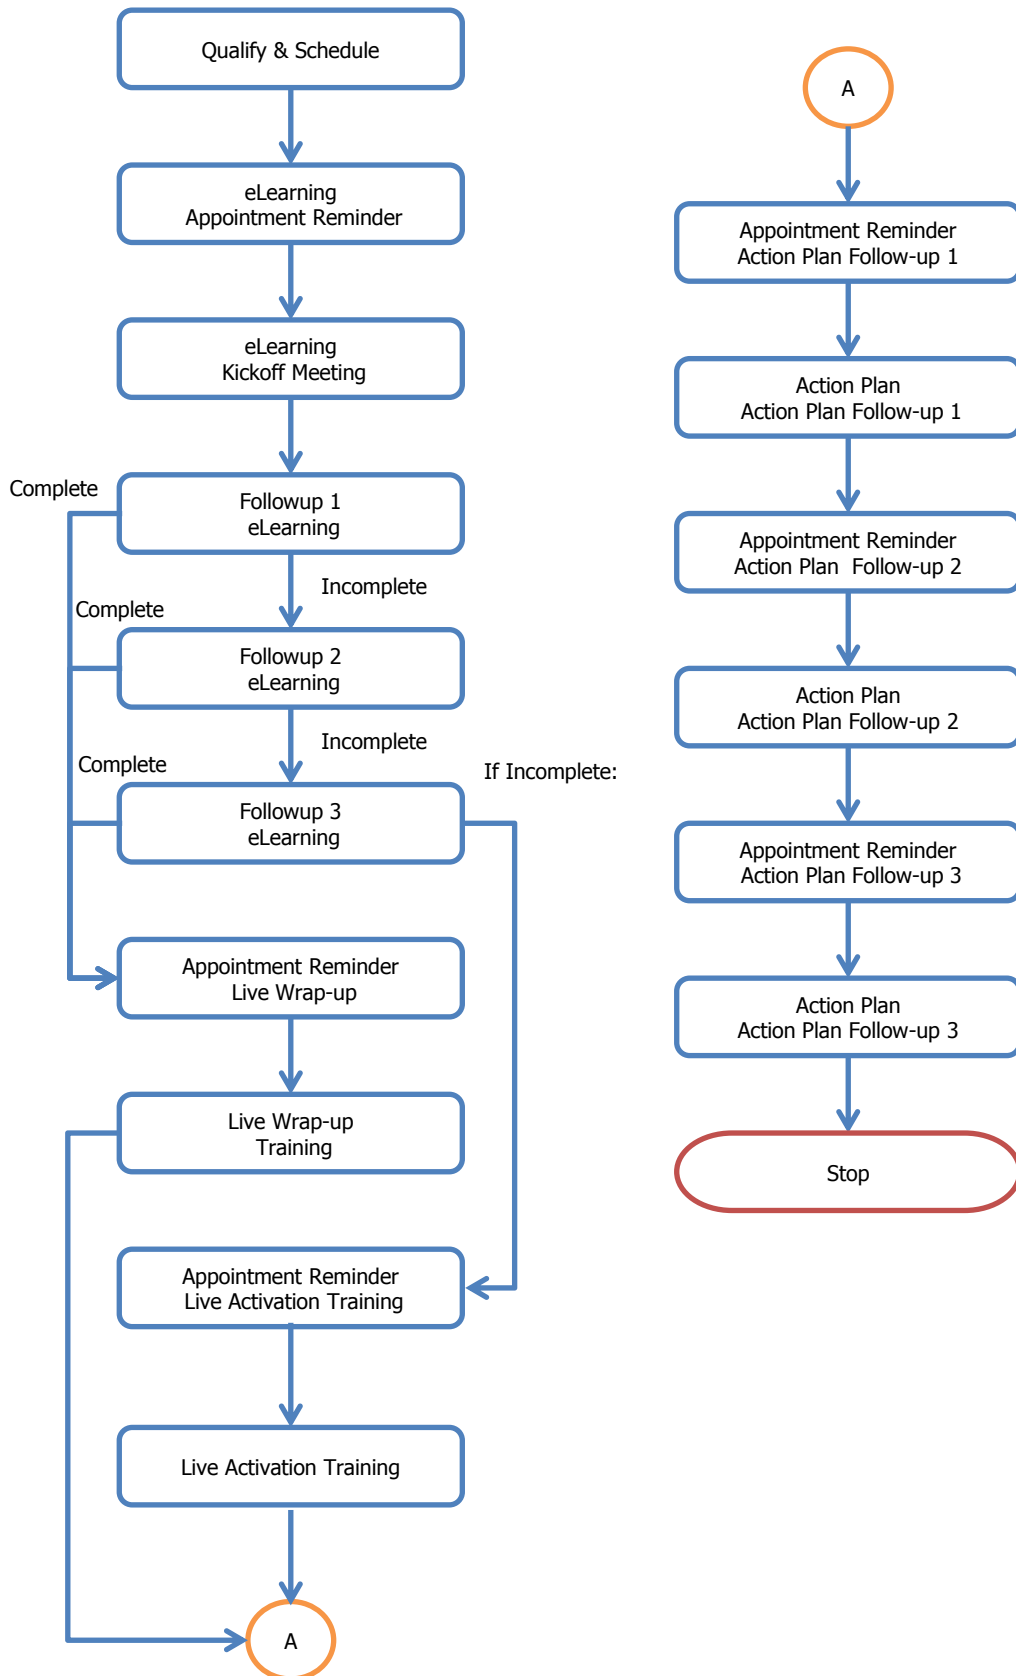 Qualify & Schedule
eLearning
Appointment Reminder
eLearning
Kickoff Meeting
Complete
Followup 1
eLearning
Incomplete
Complete
Followup 2
eLearning
Incomplete
Complete
If Incomplete:
Followup 3
eLearning
Appointment Reminder
Live Wrap-up
Live Wrap-up
Training
Appointment Reminder
Live Activation Training
Live Activation Training
A
A
Appointment Reminder
Action Plan Follow-up 1
Action Plan
Action Plan Follow-up 1
Appointment Reminder
Action Plan  Follow-up 2
Action Plan
Action Plan Follow-up 2
Appointment Reminder
Action Plan Follow-up 3
Action Plan
Action Plan Follow-up 3
Stop